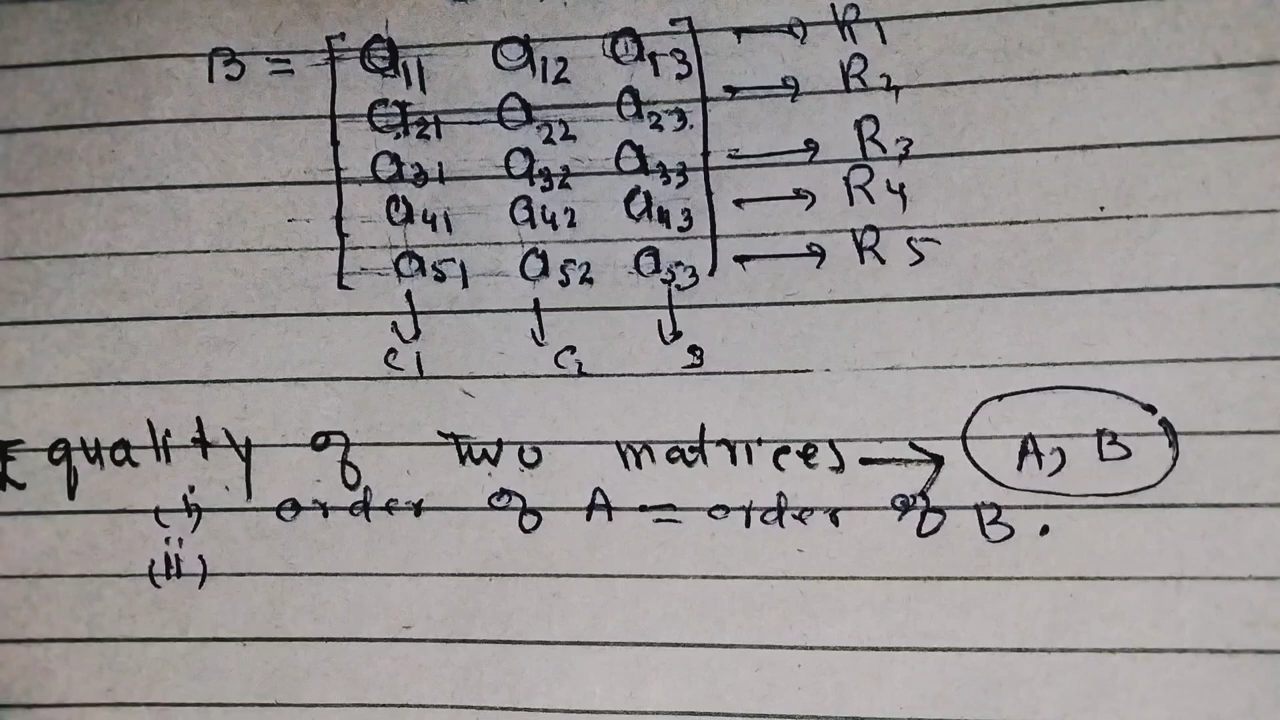 B = [ a11 a12 a13 ] → R1
a21 a22 a23 → R2
a31 a32 a33 → R3
a41 a42 a43 → R4
a51 a52 a53 → R5
↓ ↓ ↓
C1 C2 3
Equality of Two matrices → A, B
(i) order of A = order of B.
(ii)